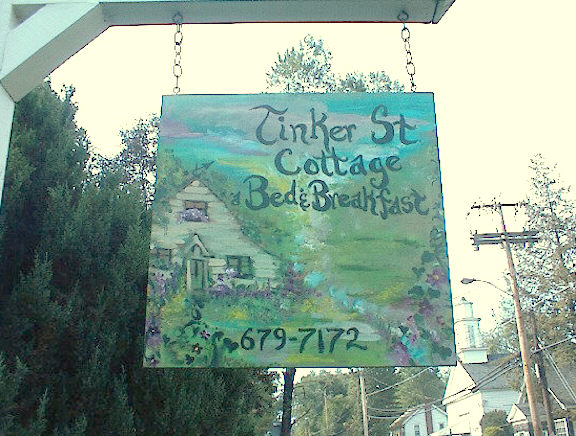 Tinker St
Cottage
a Bed & Breakfast
679-7172